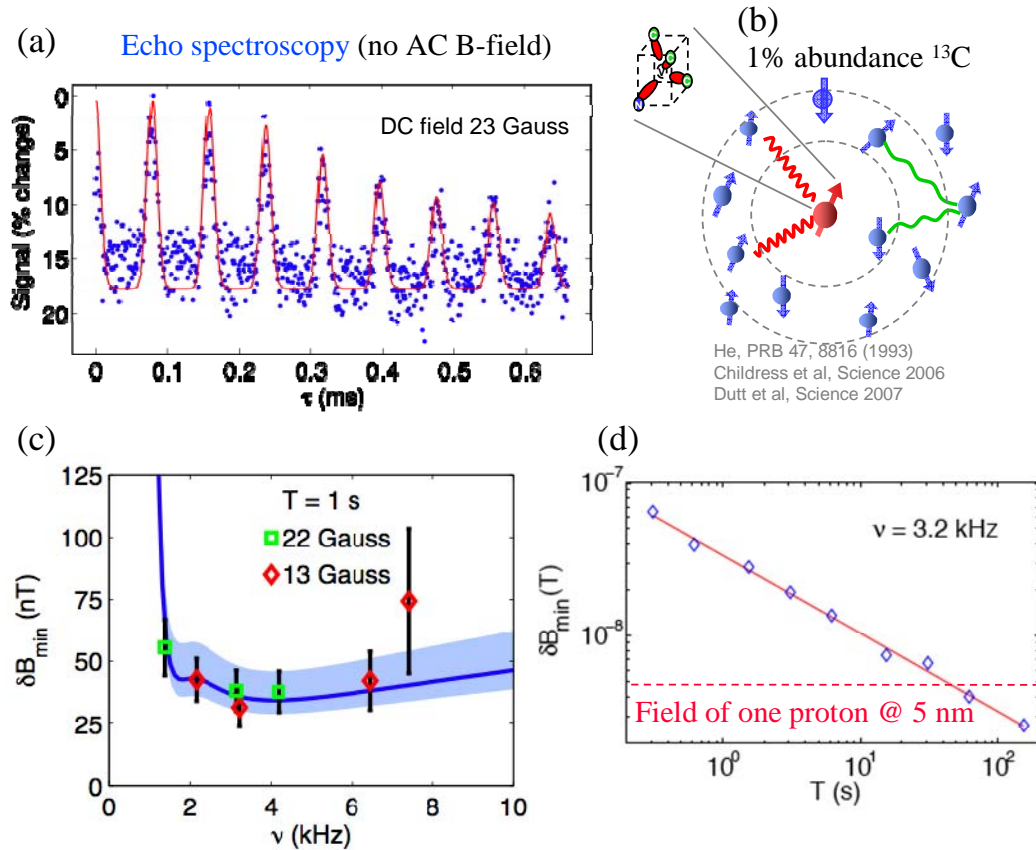 (a)
Echo spectroscopy (no AC B-field)
DC field 23 Gauss
Signal (% change)
0
5
10
15
20
0 0.1 0.2 0.3 0.4 0.5 0.6
τ (ms)
(b)
1% abundance ¹³C
He, PRB 47, 8816 (1993)
Childress et al, Science 2006
Dutt et al, Science 2007
(c)
T = 1 s
22 Gauss
13 Gauss
δB_min (nT)
125
100
75
50
25
0
0 2 4 6 8 10
ν (kHz)
(d)
ν = 3.2 kHz
δB_min(T)
10⁻⁷
10⁻⁸
Field of one proton @ 5 nm
10⁰ 10¹ 10²
T (s)